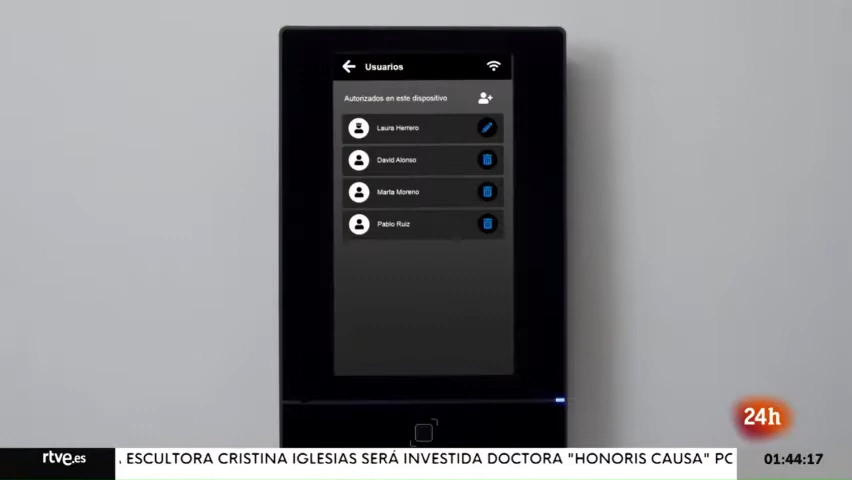 Usuarios
Autorizados en este dispositivo
Laura Herrero
David Alonso
Marta Moreno
Pablo Ruiz
24h
rtve.es
ESCULTORA CRISTINA IGLESIAS SERÁ INVESTIDA DOCTORA "HONORIS CAUSA"
01:44:17